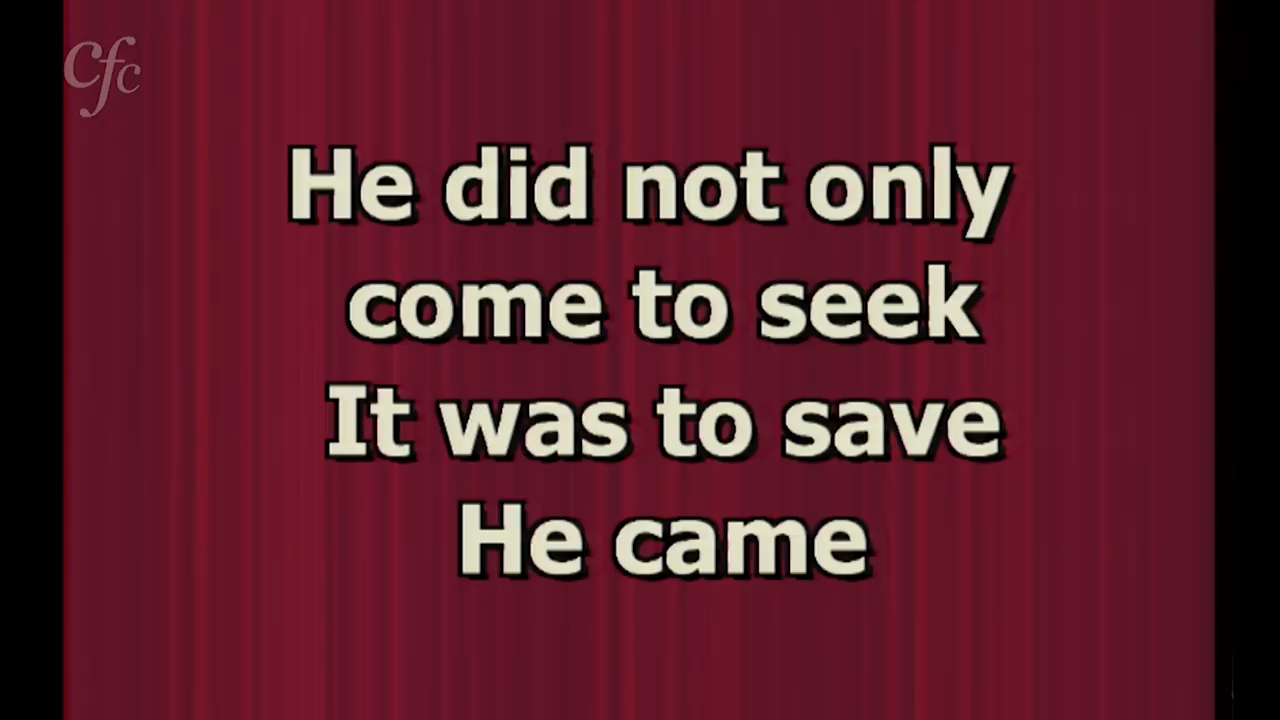 cfc
He did not only
come to seek
It was to save
He came